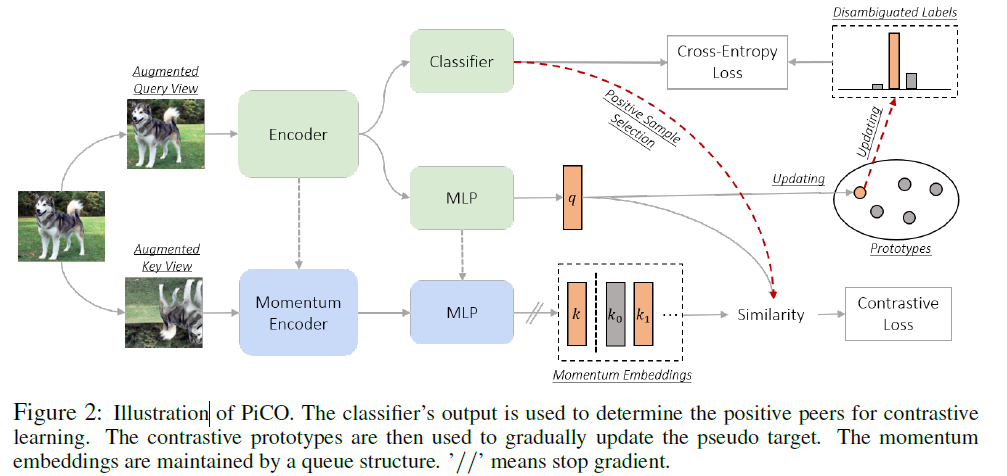 Disambiguated Labels
Augmented
Query View
Classifier
Cross-Entropy
Loss
Encoder
Positive Sample
Selection
Updating
MLP
q
Updating
Prototypes
Augmented
Key View
Momentum
Encoder
MLP
//
k
k₀
k₁
...
Similarity
Contrastive
Loss
Momentum Embeddings
Figure 2: Illustration of PiCO. The classifier's output is used to determine the positive peers for contrastive
learning. The contrastive prototypes are then used to gradually update the pseudo target. The momentum
embeddings are maintained by a queue structure. '//' means stop gradient.